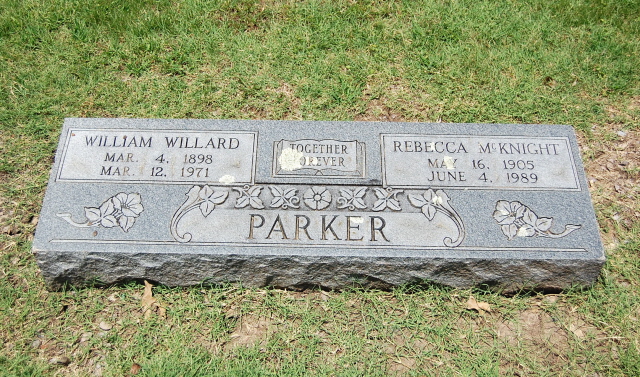 WILLIAM WILLARD
MAR. 4, 1898
MAR. 12, 1971
TOGETHER
FOREVER
REBECCA McKNIGHT
MAY 16, 1905
JUNE 4, 1989
PARKER